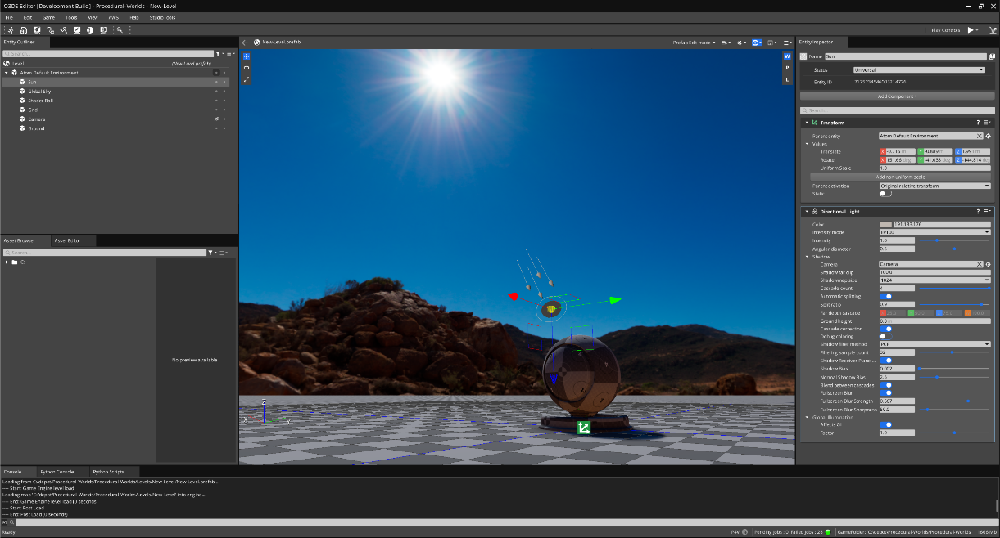 O3DE Editor [Development Build] - Procedural-Worlds - New-Level
File Edit Game Tools View AWS Help StudioTools
Play Controls
Entity Outliner
Search...
Level (New-Level.prefab)
Atom Default Environment
Sun
Global Sky
Shader Ball
Grid
Camera
Ground
Asset Browser Asset Editor
Search...
C:
No preview available
New-Level.prefab
Prefab Edit mode
W
P
L
Z
X
Y
Entity Inspector
Name Sun
Status Universal
Entity ID 7175234546003214726
Add Component
Search...
Transform
Parent entity Atom Default Environment
Values
Translate X -0.716 m Y -0.889 m Z 1.991 m
Rotate X 151.66 deg Y -41.033 deg Z -144.814 deg
Uniform Scale 1.0
Add non-uniform scale
Parent activation Original relative transform
Static
Directional Light
Color 191,183,176
Intensity mode Ev100
Intensity 1.0
Angular diameter 0.5
Shadow
Camera Camera
Shadow far clip 100.0
Shadowmap size 1024
Cascade count 4
Automatic splitting
Split ratio 0.9
Far depth cascade 25.0 50.0 75.0 100.0
Ground height 0.0 m
Cascade correction
Debug coloring
Shadow filter method PCF
Filtering sample count 32
Shadow Receiver Plane ...
Shadow Bias 0.002
Normal Shadow Bias 2.5
Blend between cascades
Fullscreen Blur
Fullscreen Blur Strength 0.667
Fullscreen Blur Sharpness 50.0
Global Illumination
Affects GI
Factor 1.0
Console Python Console Python Scripts
Loading from C:/depot/Procedural-Worlds/Procedural-Worlds/Levels/New-Level/New-Level.prefab...
---- Start: Game Engine level load
Loading map 'C:/depot/Procedural-Worlds/Procedural-Worlds/Levels/New-Level' into engine...
---- End: Game Engine level load (0 seconds)
---- Start: Post Load
---- End: Post Load (0 seconds)
Ready
P4V Pending Jobs : 0 Failed Jobs : 28 GameFolder: 'C:\depot\Procedural-Worlds\Procedural-Worlds' 1666 Mb